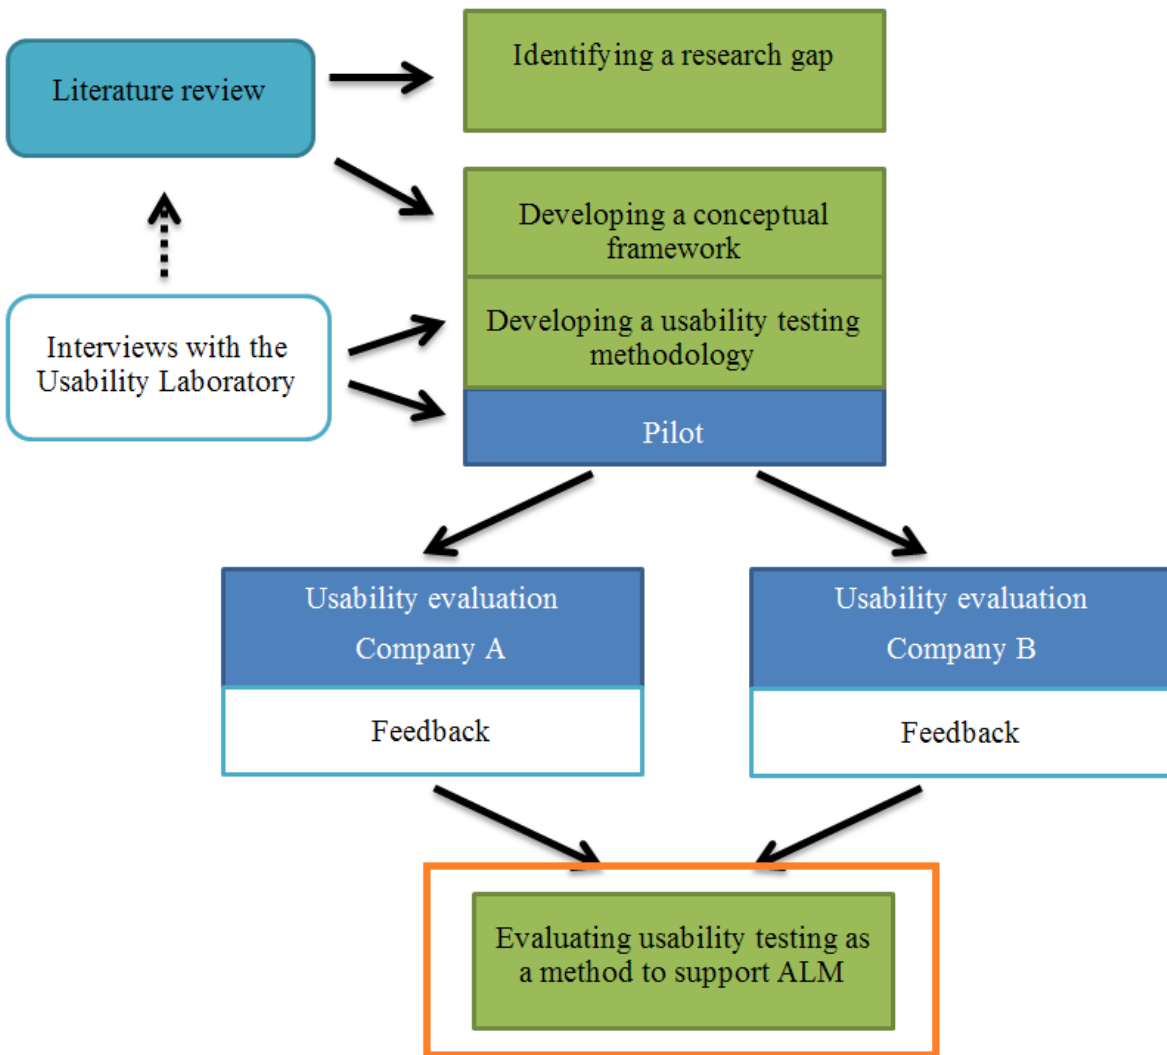 Identifying a research gap
Literature review
Developing a conceptual
framework
Interviews with the
Usability Laboratory
Developing a usability testing
methodology
Pilot
Usability evaluation
Company A
Feedback
Usability evaluation
Company B
Feedback
Evaluating usability testing as
a method to support ALM